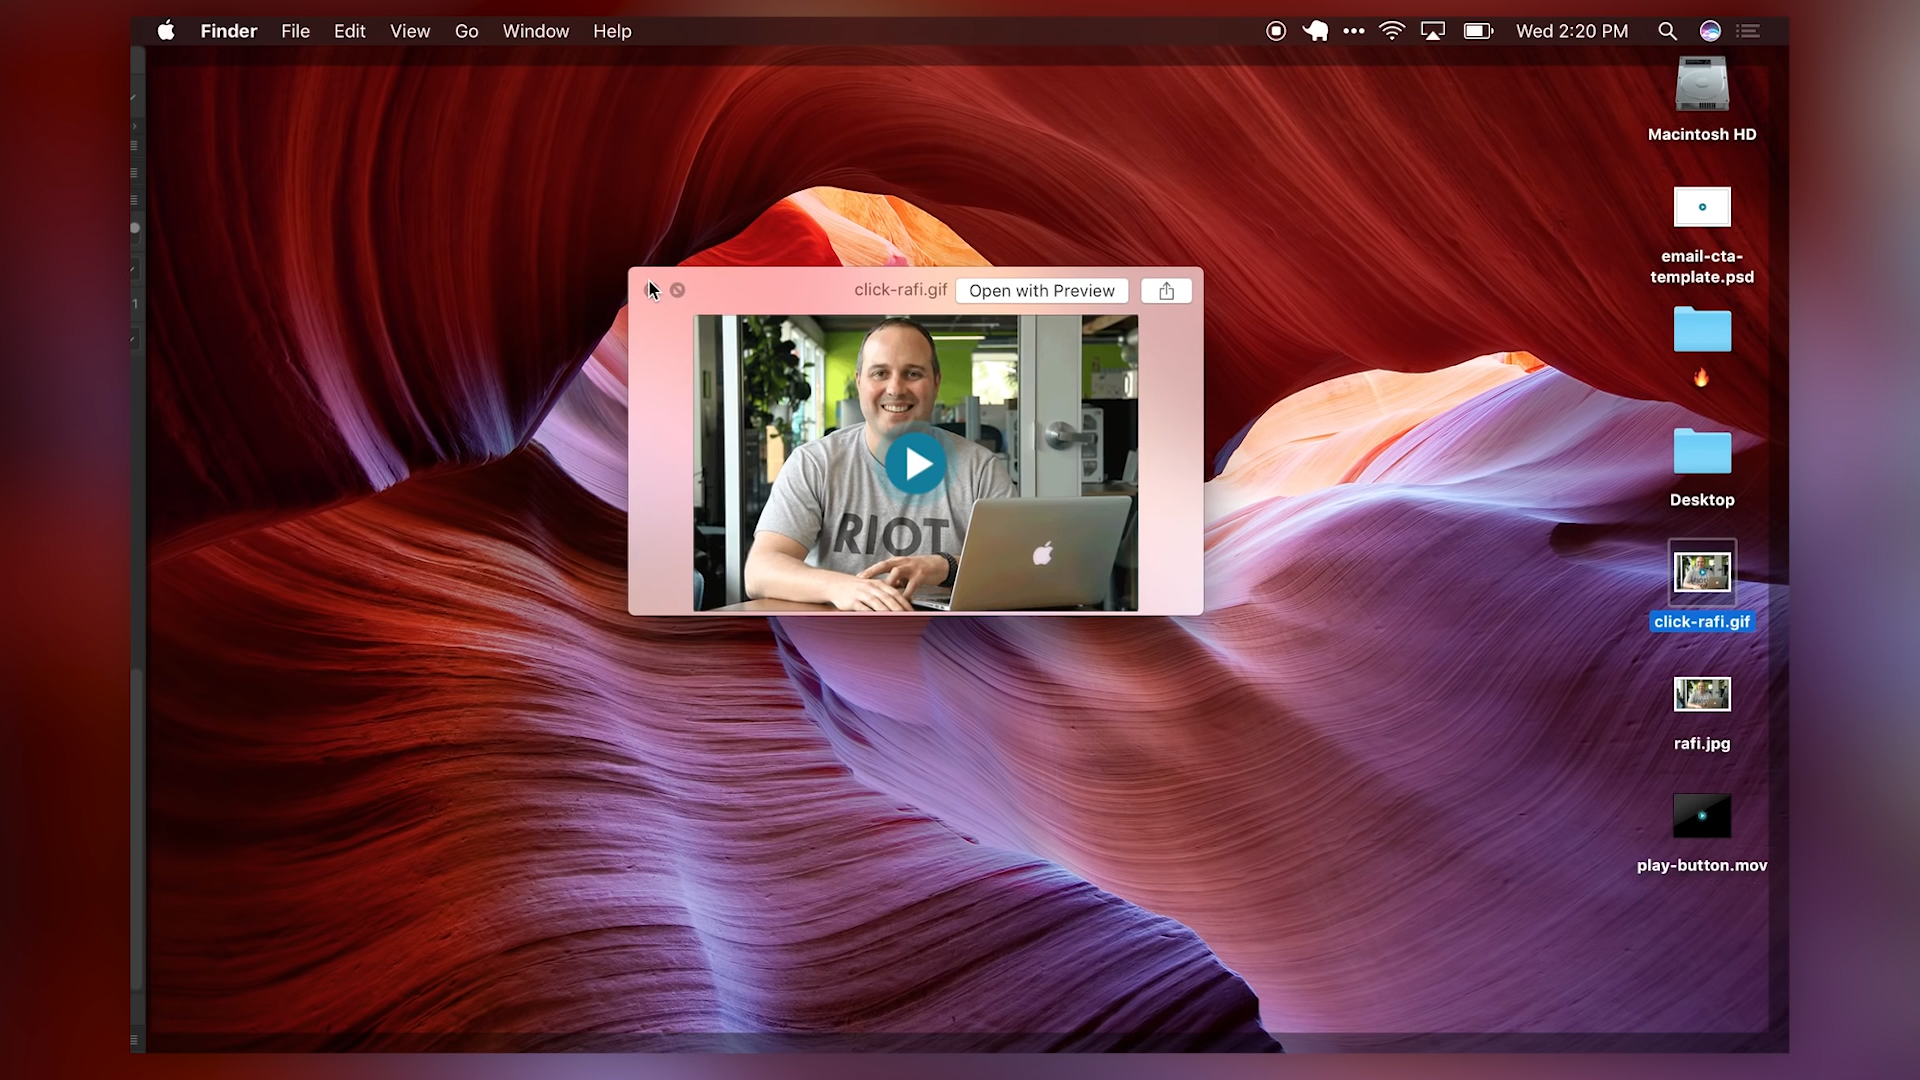 Finder File Edit View Go Window Help Wed 2:20 PM
Macintosh HD
email-cta-
template.psd
click-rafi.gif Open with Preview
RIOT
Desktop
click-rafi.gif
rafi.jpg
play-button.mov
1